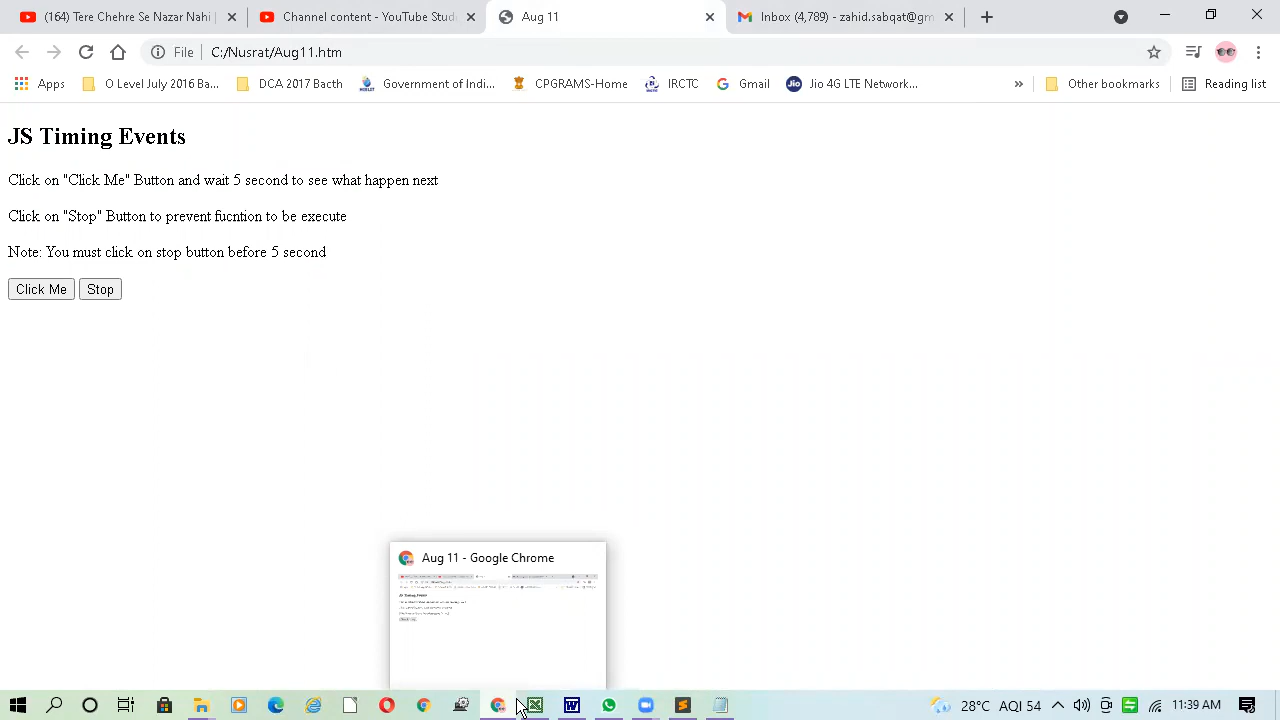 (164) Tere Chehre Se Nazar Nahi
Channel content - YouTube Stud
Aug 11
Inbox (4,789) - zahid.sabqat@gm
File
C:/Nusrat/Aug11.htm
Apps
O Level July 2016 Ba...
DCA 2017 Bacth
Government of Indi...
CPGRAMS-Home
IRCTC
Gmail
Jio
Jio 4G LTE Network...
»
Other bookmarks
Reading list
JS Timing Events
Click on "Click Me" Button and wait 5 second to see what happen next
Click on "Stop" Button to prevent fucntion to be execute
Note: You must click on stop button before 5 second
Click Me
Stop
Aug 11 - Google Chrome
28°C AQI 54
11:39 AM